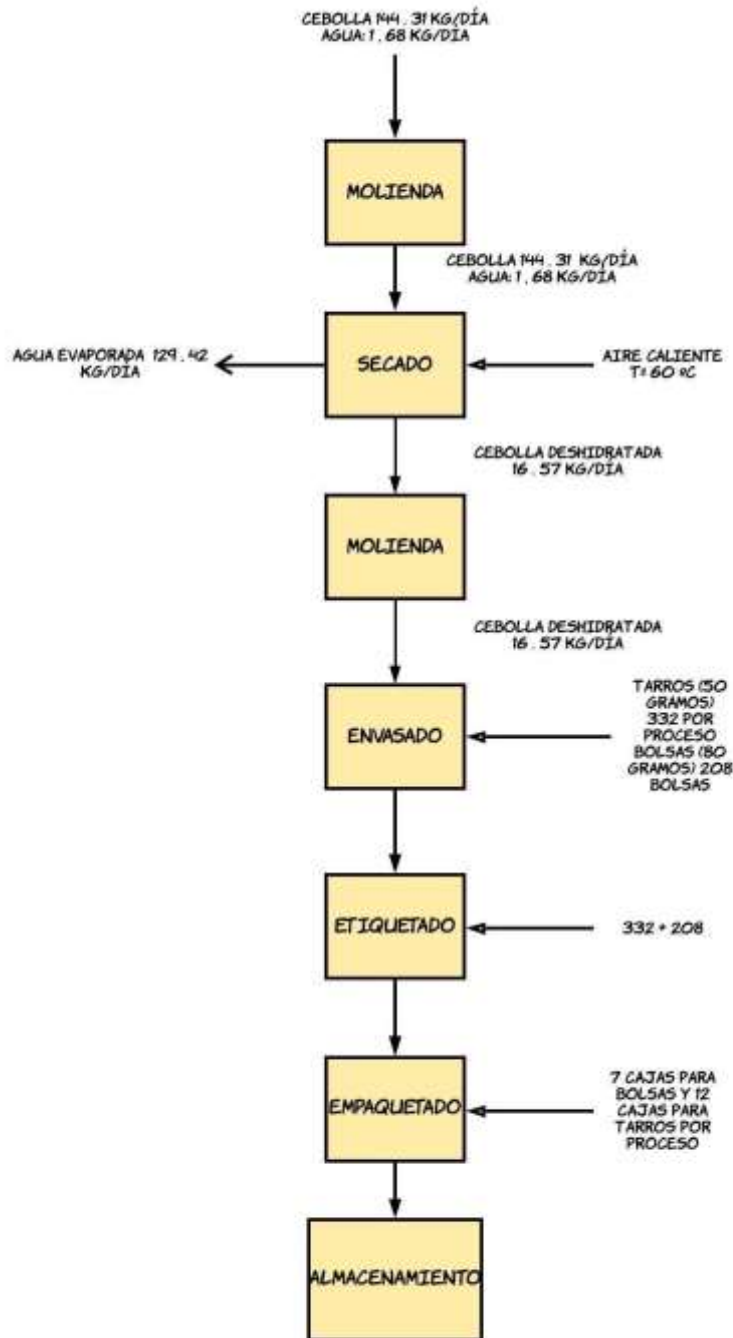 CEBOLLA 144.31 KG/DÍA
AGUA: 1,68 KG/DÍA
MOLIENDA
CEBOLLA 144.31 KG/DÍA
AGUA: 1,68 KG/DÍA
AGUA EVAPORADA 129.42
KG/DÍA
SECADO
AIRE CALIENTE
T= 60 ºC
CEBOLLA DESHIDRATADA
16.57 KG/DÍA
MOLIENDA
CEBOLLA DESHIDRATADA
16.57 KG/DÍA
ENVASADO
TARROS (50
GRAMOS)
332 POR
PROCESO
BOLSAS (80
GRAMOS) 208
BOLSAS
ETIQUETADO
332 + 208
EMPAQUETADO
7 CAJAS PARA
BOLSAS Y 12
CAJAS PARA
TARROS POR
PROCESO
ALMACENAMIENTO